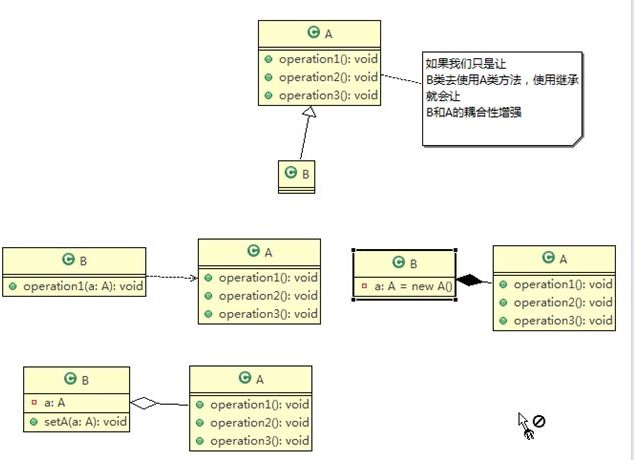 A
operation1(): void
operation2(): void
operation3(): void
如果我们只是让
B类去使用A类方法，使用继承
就会让
B和A的耦合性增强
B
B
operation1(a: A): void
A
operation1(): void
operation2(): void
operation3(): void
B
a: A = new A()
A
operation1(): void
operation2(): void
operation3(): void
B
a: A
setA(a: A): void
A
operation1(): void
operation2(): void
operation3(): void